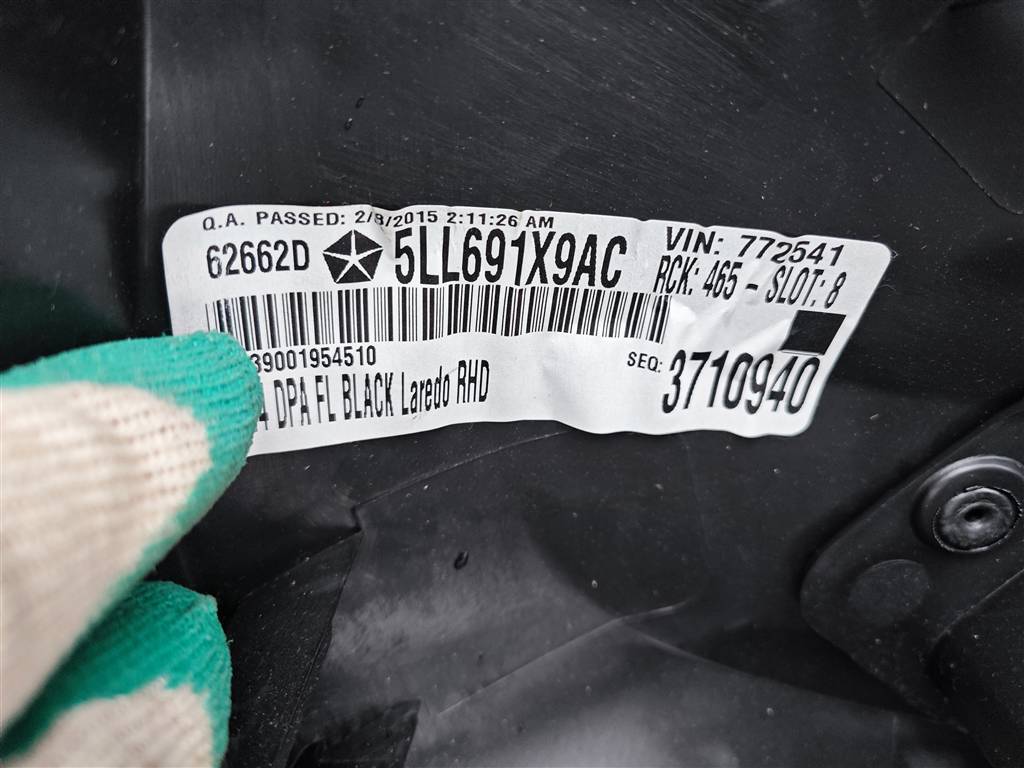 Q.A. PASSED: 2/8/2015 2:11:26 AM
62662D 5LL691X9AC
VIN: 772541
RCK: 465 - SLOT: 8
39001954510
SEQ: 3710940
4 DPA FL BLACK Laredo RHD